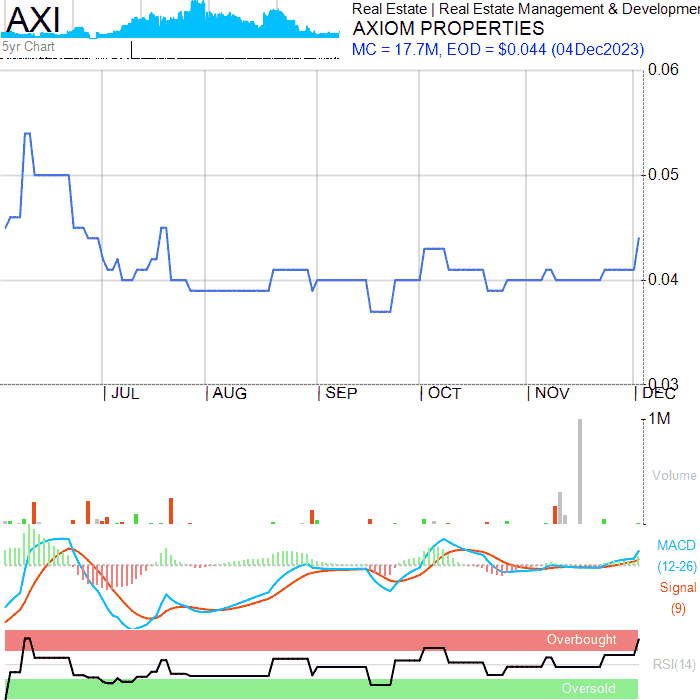 AXI
5yr Chart
Real Estate | Real Estate Management & Developmen
AXIOM PROPERTIES
MC = 17.7M, EOD = $0.044 (04Dec2023)
0.06
0.05
0.04
0.03
JUL
AUG
SEP
OCT
NOV
DEC
1M
Volume
MACD
(12-26)
Signal
(9)
Overbought
RSI(14)
Oversold